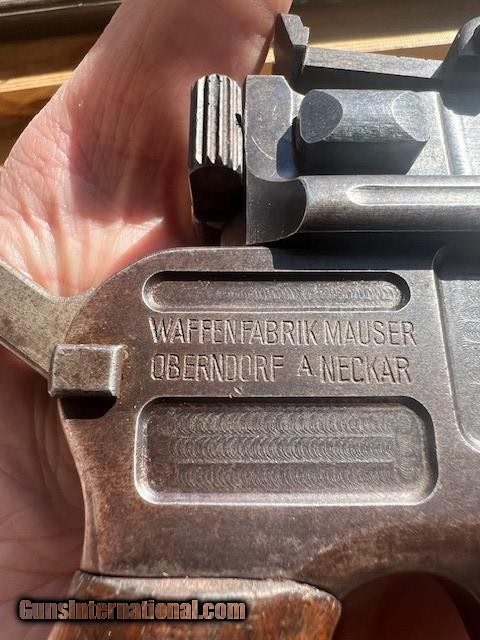 WAFFENFABRIK MAUSER
OBERNDORF A NECKAR
GunsInternational.com